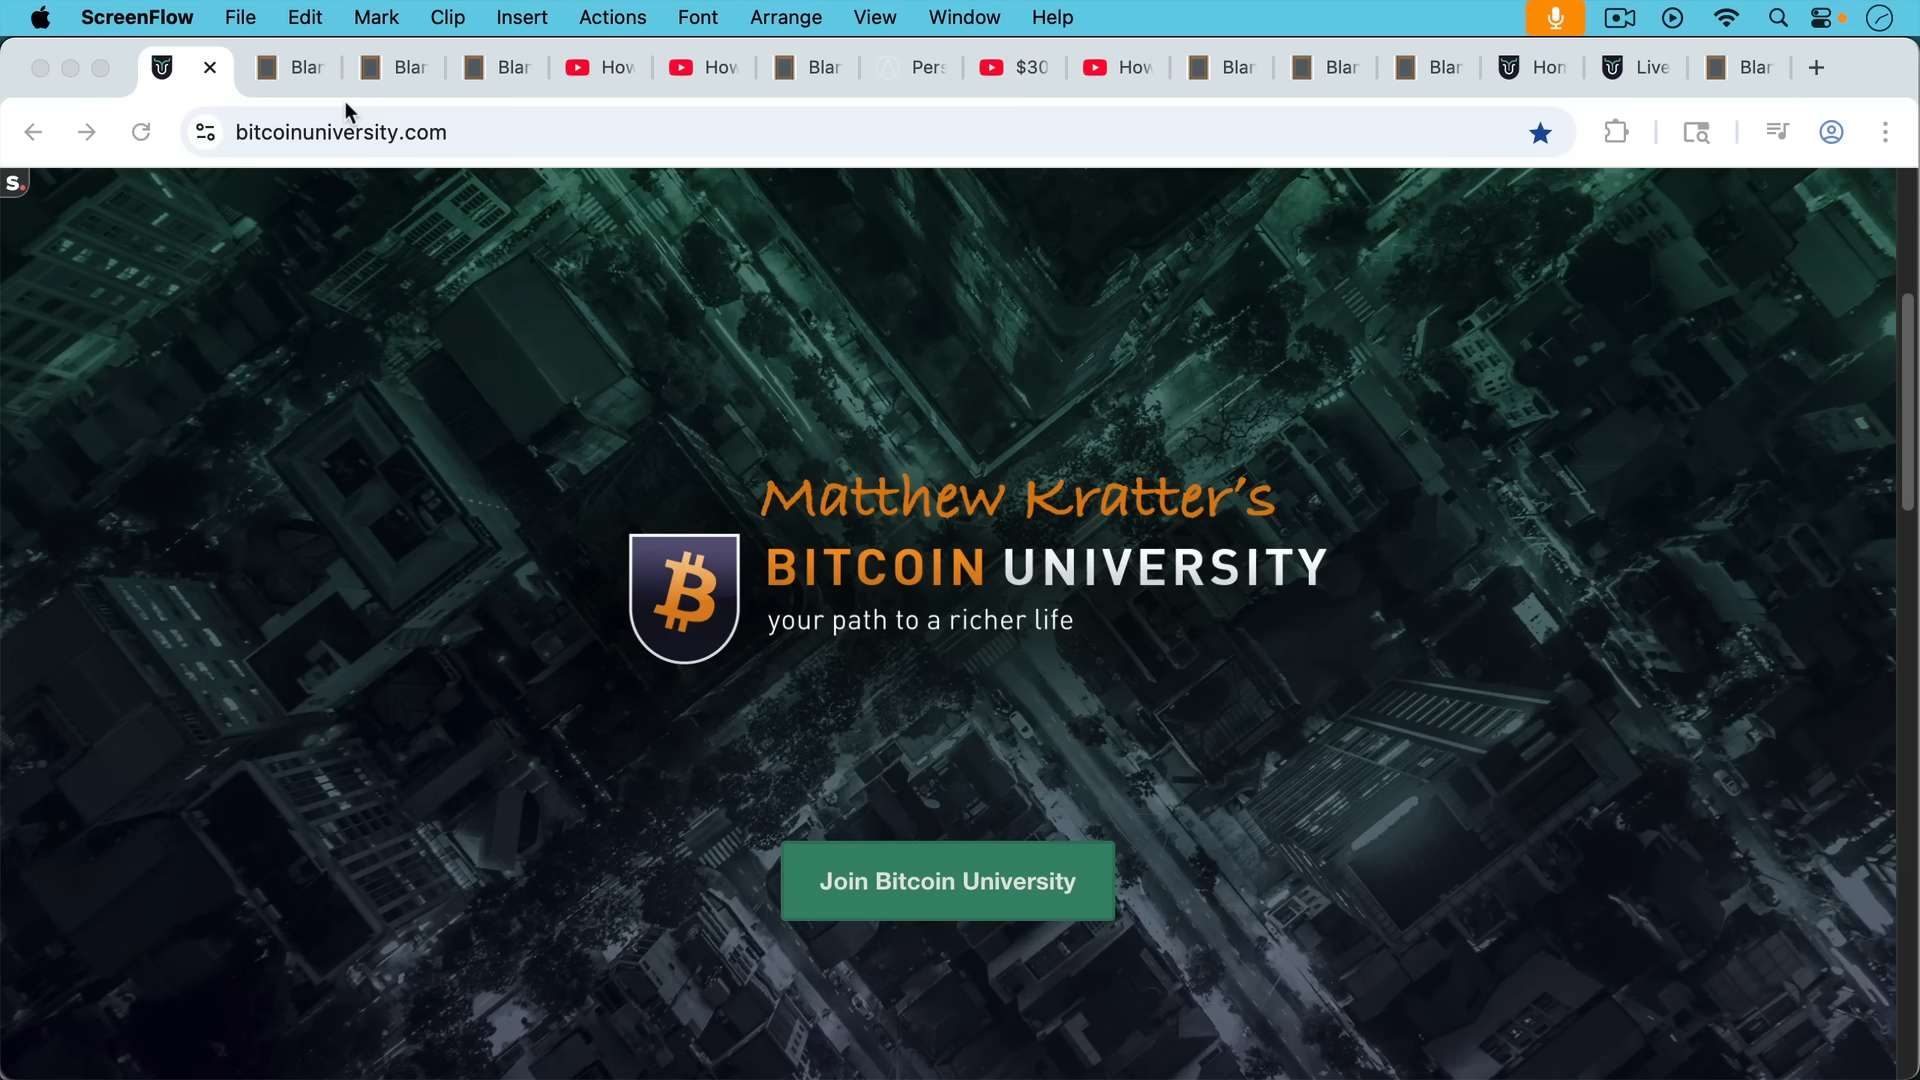 ScreenFlow File Edit Mark Clip Insert Actions Font Arrange View Window Help
Blar Blar Blar How How Blar Pers $30 How Blar Blar Blar Hon Live Blar
bitcoinuniversity.com
s.
Matthew Kratter's
BITCOIN UNIVERSITY
your path to a richer life
Join Bitcoin University